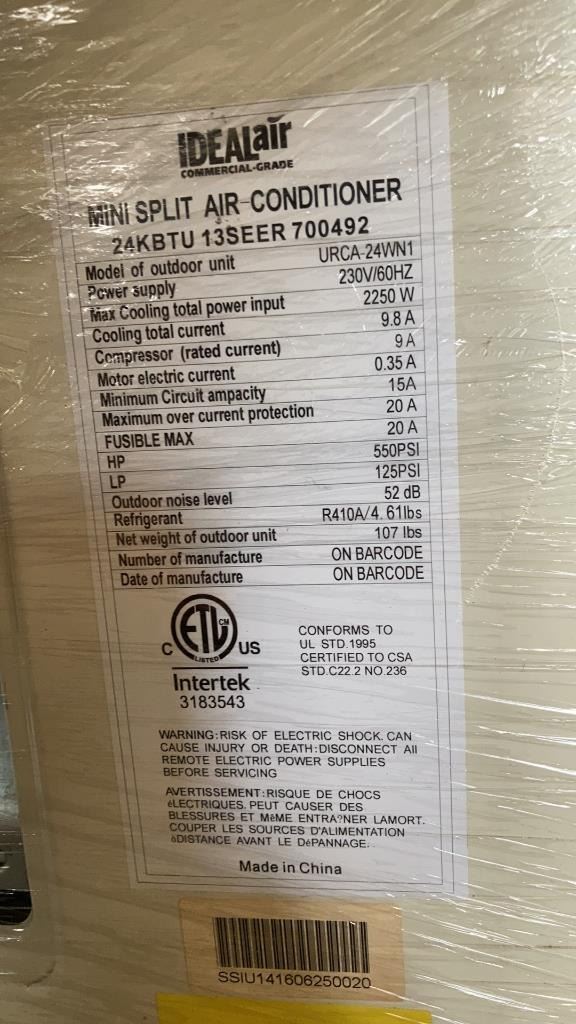 IDEALair
COMMERCIAL-GRADE
MiNi SPLIT AIR-CONDITIONER
24KBTU 13SEER 700492
Model of outdoor unit URCA-24WN1
Power supply 230V/60HZ
Max Cooling total power input 2250 W
Cooling total current 9.8 A
Compressor (rated current) 9 A
Motor electric current 0.35 A
Minimum Circuit ampacity 15A
Maximum over current protection 20 A
FUSIBLE MAX 20 A
HP 550PSI
LP 125PSI
Outdoor noise level 52 dB
Refrigerant R410A/4.61lbs
Net weight of outdoor unit 107 lbs
Number of manufacture ON BARCODE
Date of manufacture ON BARCODE
ETL CM
LISTED
C US
Intertek
3183543
CONFORMS TO
UL STD.1995
CERTIFIED TO CSA
STD.C22.2 NO.236
WARNING:RISK OF ELECTRIC SHOCK. CAN
CAUSE INJURY OR DEATH:DISCONNECT All
REMOTE ELECTRIC POWER SUPPLIES
BEFORE SERVICING
AVERTISSEMENT:RISQUE DE CHOCS
éLECTRIQUES. PEUT CAUSER DES
BLESSURES ET MêME ENTRA?NER LAMORT.
COUPER LES SOURCES D'ALIMENTATION
àDISTANCE AVANT LE DéPANNAGE.
Made in China
SSIU141606250020